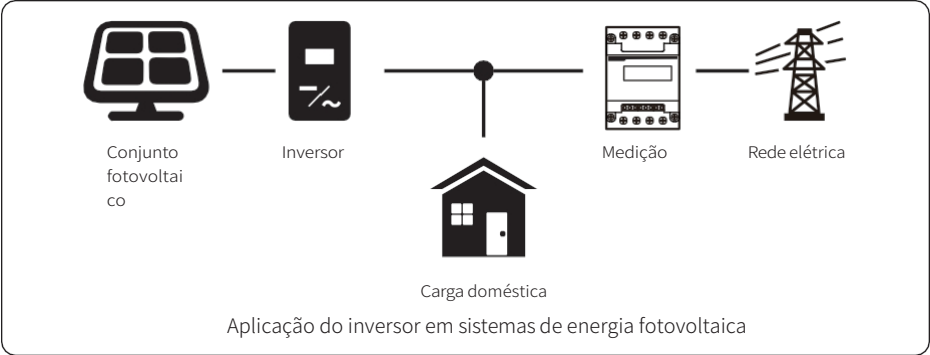 Conjunto
fotovoltai
co
Inversor
Medição
Rede elétrica
Carga doméstica
Aplicação do inversor em sistemas de energia fotovoltaica